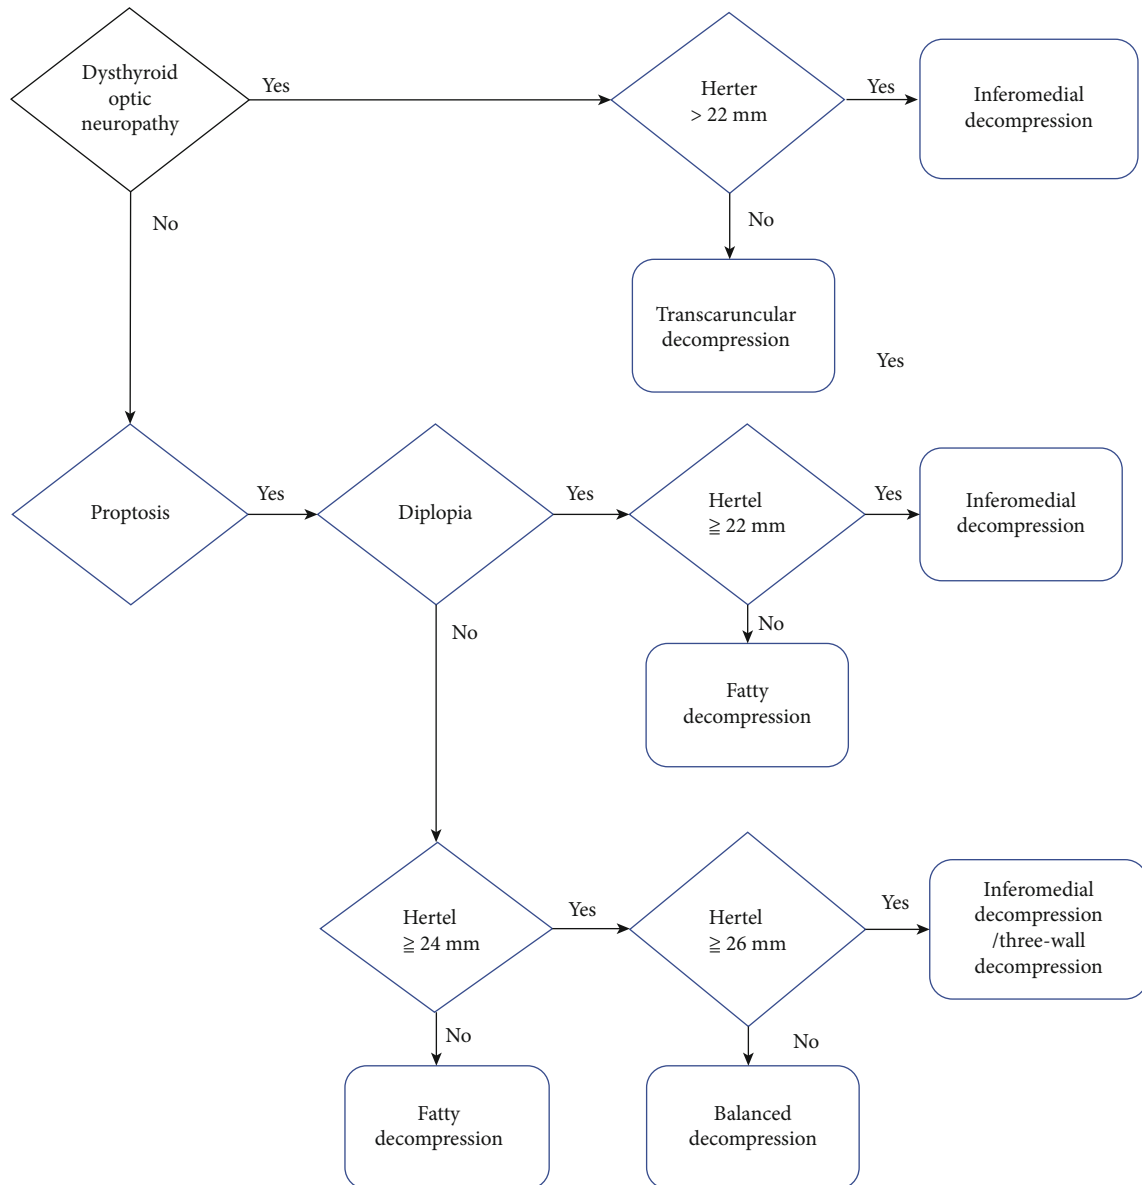 Dysthyroid
optic
neuropathy
Yes
Herter
> 22 mm
Yes
Inferomedial
decompression
No
No
Transcaruncular
decompression
Yes
Proptosis
Yes
Diplopia
Yes
Hertel
≧ 22 mm
Yes
Inferomedial
decompression
No
No
Fatty
decompression
Hertel
≧ 24 mm
Yes
Hertel
≧ 26 mm
Yes
Inferomedial
decompression
/three-wall
decompression
No
No
Fatty
decompression
Balanced
decompression